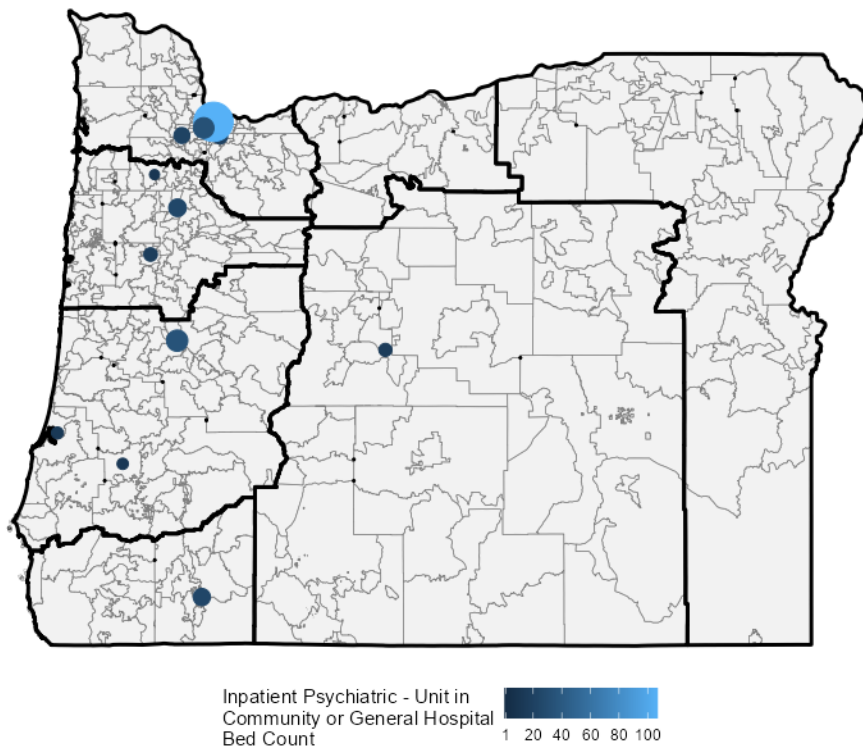 Inpatient Psychiatric - Unit in
Community or General Hospital
Bed Count
1 20 40 60 80 100